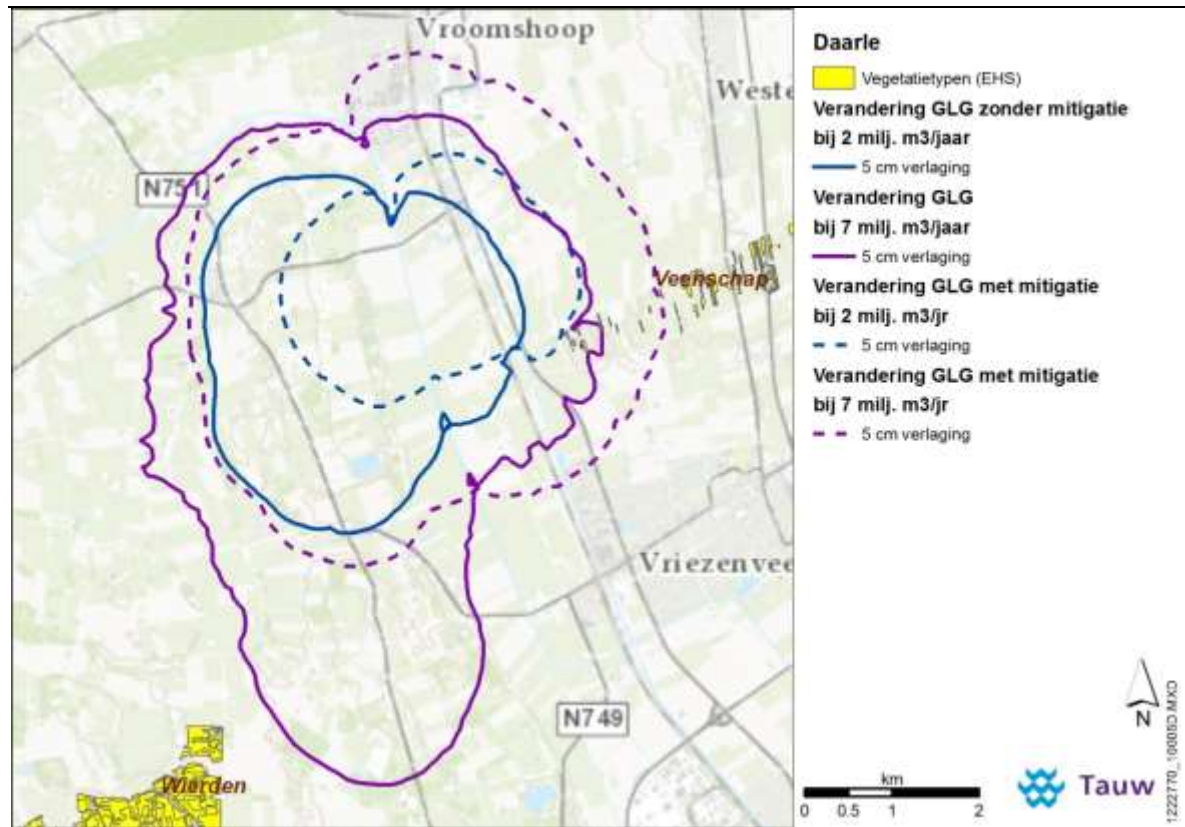 Vroomshoop
Weste
N751
Veenschap
Vriezenvee
N749
Wierden
Daarle
Vegetatietypen (EHS)
Verandering GLG zonder mitigatie
bij 2 milj. m3/jaar
5 cm verlaging
Verandering GLG
bij 7 milj. m3/jaar
5 cm verlaging
Verandering GLG met mitigatie
bij 2 milj. m3/jr
5 cm verlaging
Verandering GLG met mitigatie
bij 7 milj. m3/jr
5 cm verlaging
N
km
0 0.5 1 2
Tauw